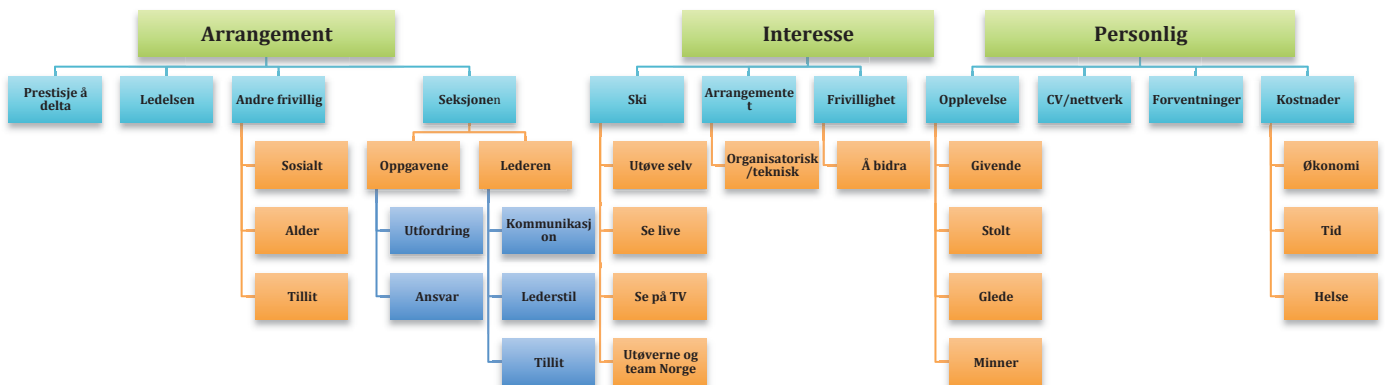 Arrangement
Interesse
Personlig
Prestisje å
delta
Ledelsen
Andre frivillig
Seksjonen
Ski
Arrangemente
t
Frivillighet
Opplevelse
CV/nettverk
Forventninger
Kostnader
Sosialt
Oppgavene
Lederen
Utøve selv
Organisatorisk
/teknisk
Å bidra
Givende
Økonomi
Alder
Utfordring
Kommunikasj
on
Se live
Stolt
Tid
Tillit
Ansvar
Lederstil
Se på TV
Glede
Helse
Tillit
Utøverne og
team Norge
Minner